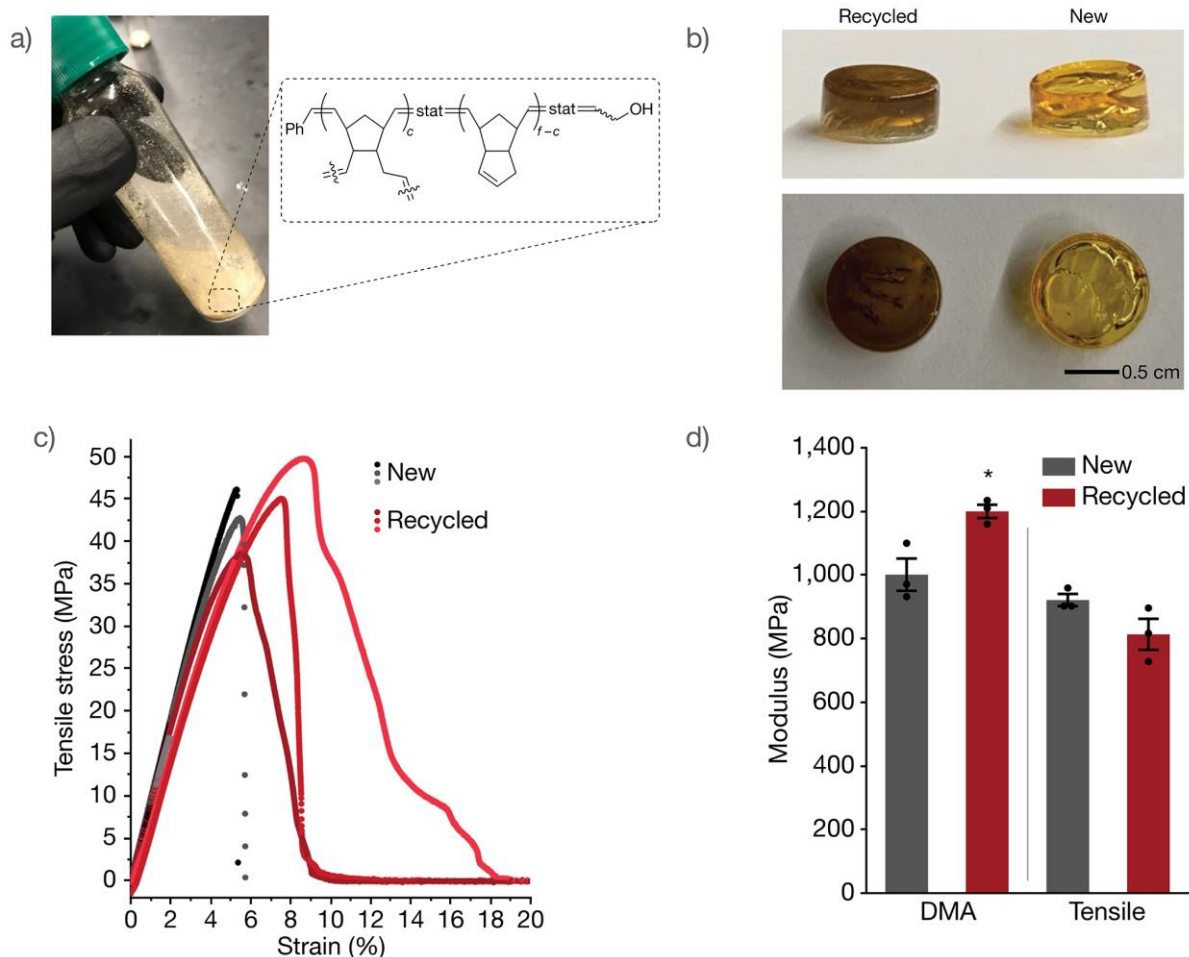 a)
Ph
c
stat
f – c
stat
OH
b)
Recycled
New
0.5 cm
c)
50
45
40
35
30
25
20
15
10
5
0
Tensile stress (MPa)
New
Recycled
0 2 4 6 8 10 12 14 16 18 20
Strain (%)
d)
1,400
1,200
1,000
800
600
400
200
0
Modulus (MPa)
New
Recycled
*
DMA
Tensile